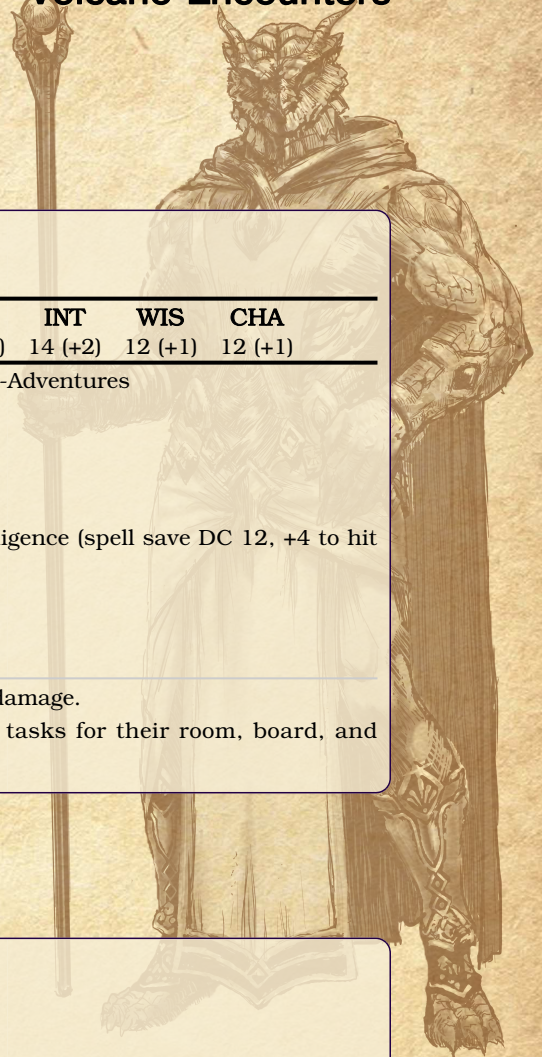 Volcano Encounters
INT WIS CHA
) 14 (+2) 12 (+1) 12 (+1)
-Adventures
igence (spell save DC 12, +4 to hit
damage.
tasks for their room, board, and